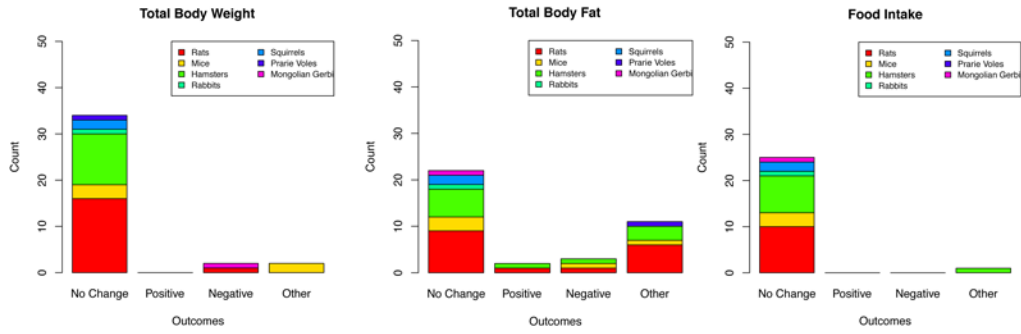 Total Body Weight
50
40
30
20
10
0
Count
Rats
Mice
Hamsters
Rabbits
Squirrels
Prarie Voles
Mongolian Gerbi
No Change Positive Negative Other
Outcomes
Total Body Fat
50
40
30
20
10
0
Count
Rats
Mice
Hamsters
Rabbits
Squirrels
Prarie Voles
Mongolian Gerbi
No Change Positive Negative Other
Outcomes
Food Intake
50
40
30
20
10
0
Count
Rats
Mice
Hamsters
Rabbits
Squirrels
Prarie Voles
Mongolian Gerbi
No Change Positive Negative Other
Outcomes